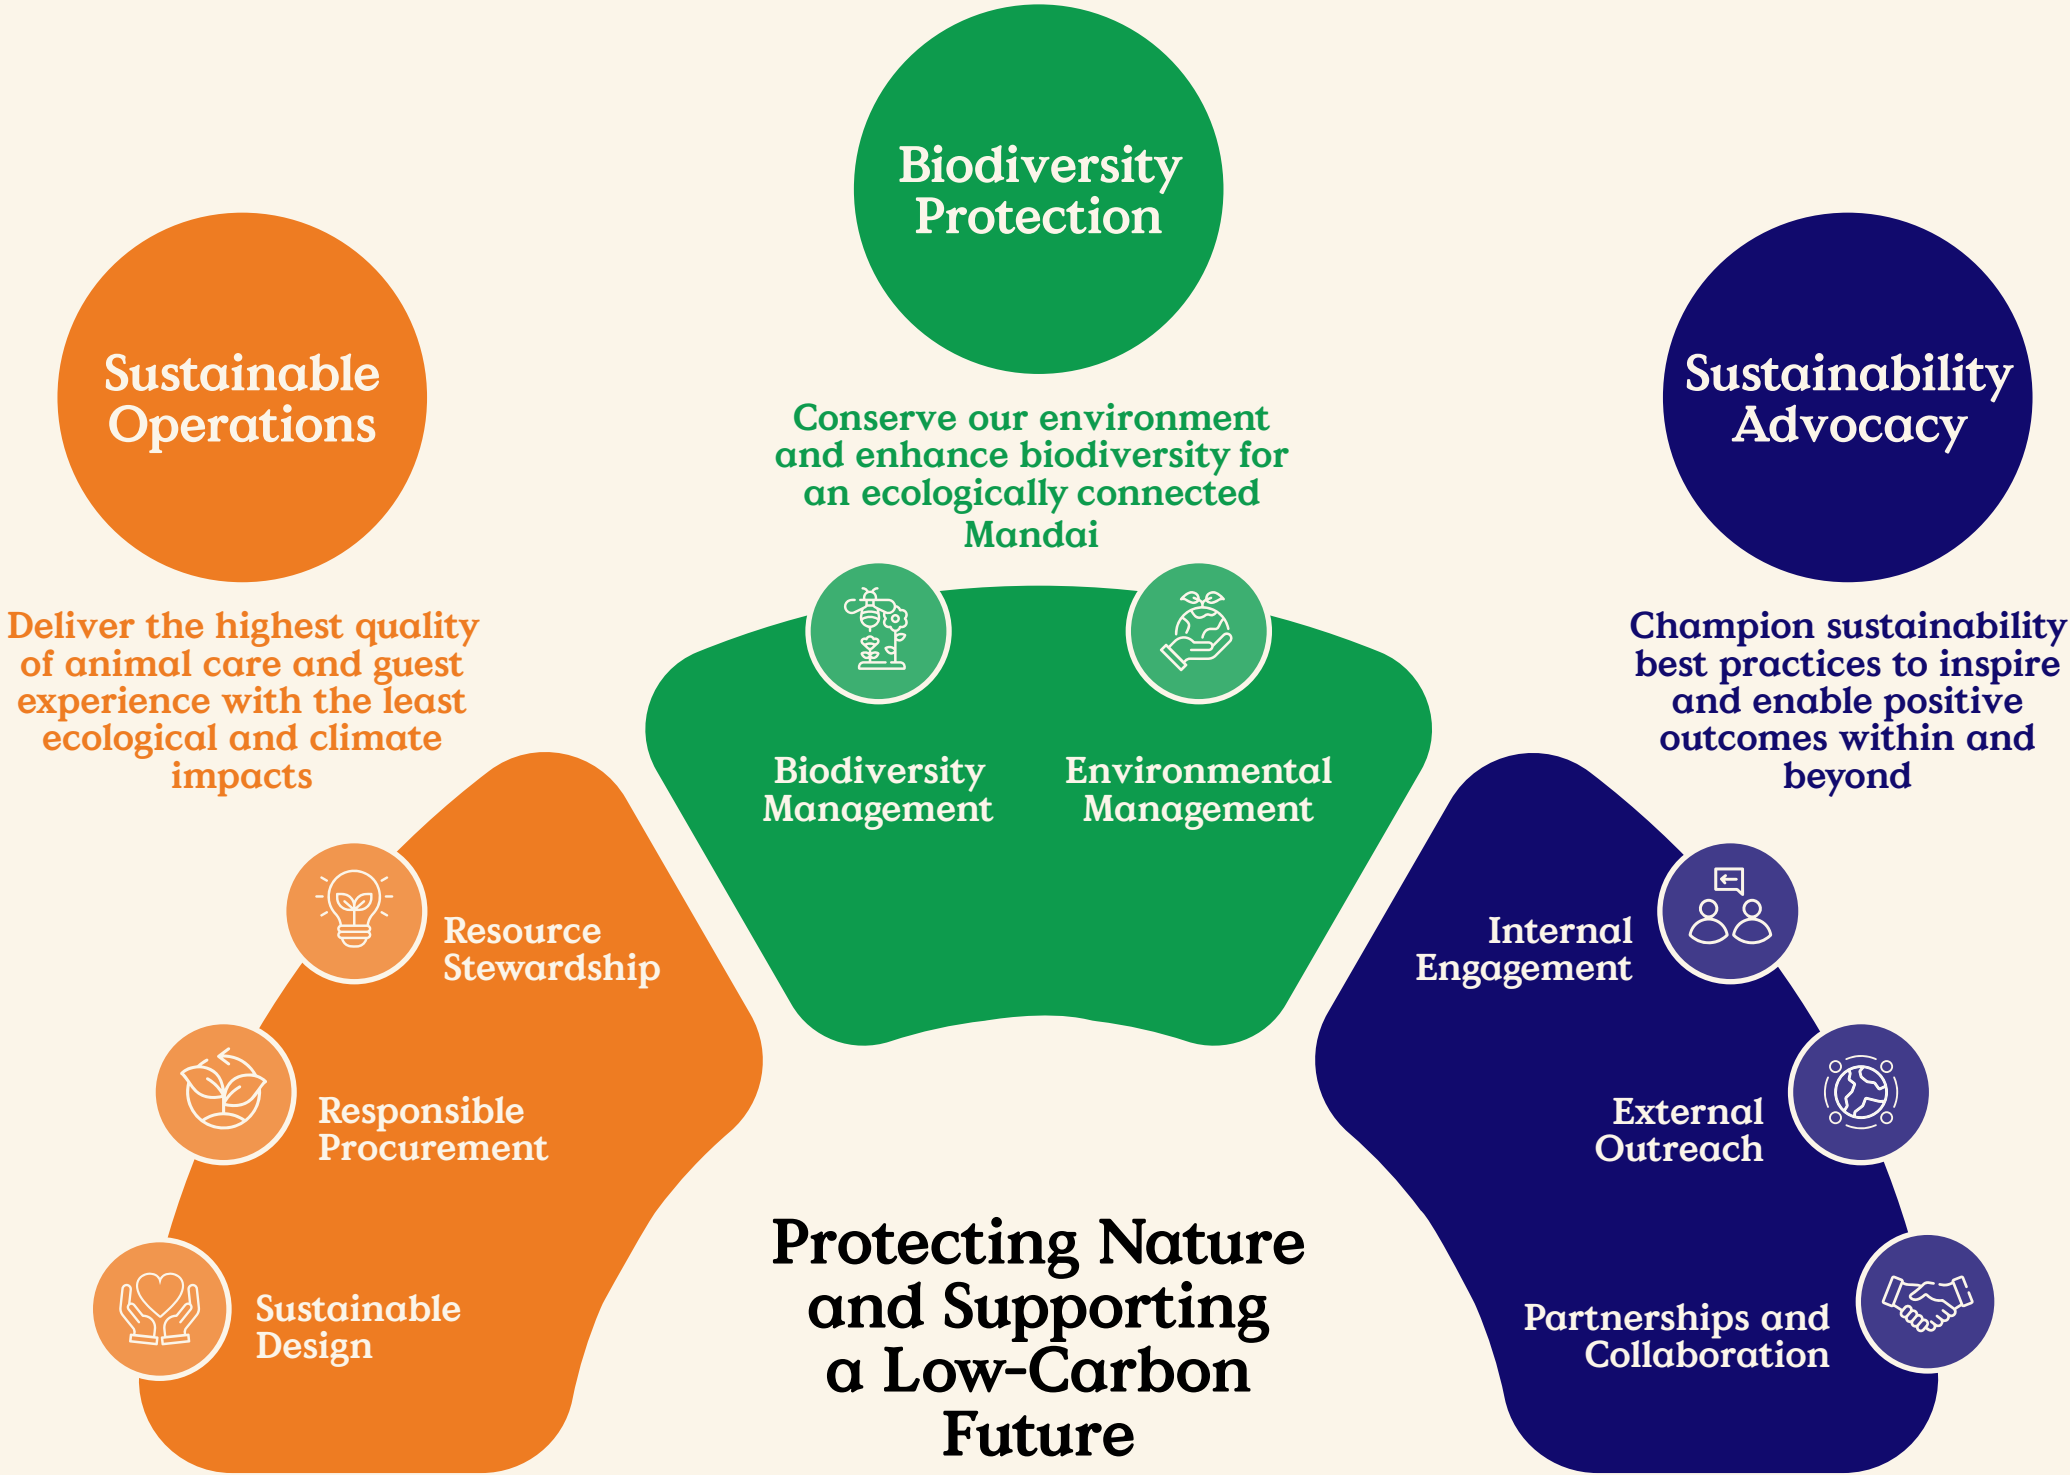 Biodiversity
Protection
Conserve our environment
and enhance biodiversity for
an ecologically connected
Mandai
Biodiversity
Management
Environmental
Management
Sustainable
Operations
Deliver the highest quality
of animal care and guest
experience with the least
ecological and climate
impacts
Resource
Stewardship
Responsible
Procurement
Sustainable
Design
Sustainability
Advocacy
Champion sustainability
best practices to inspire
and enable positive
outcomes within and
beyond
Internal
Engagement
External
Outreach
Partnerships and
Collaboration
Protecting Nature
and Supporting
a Low-Carbon
Future